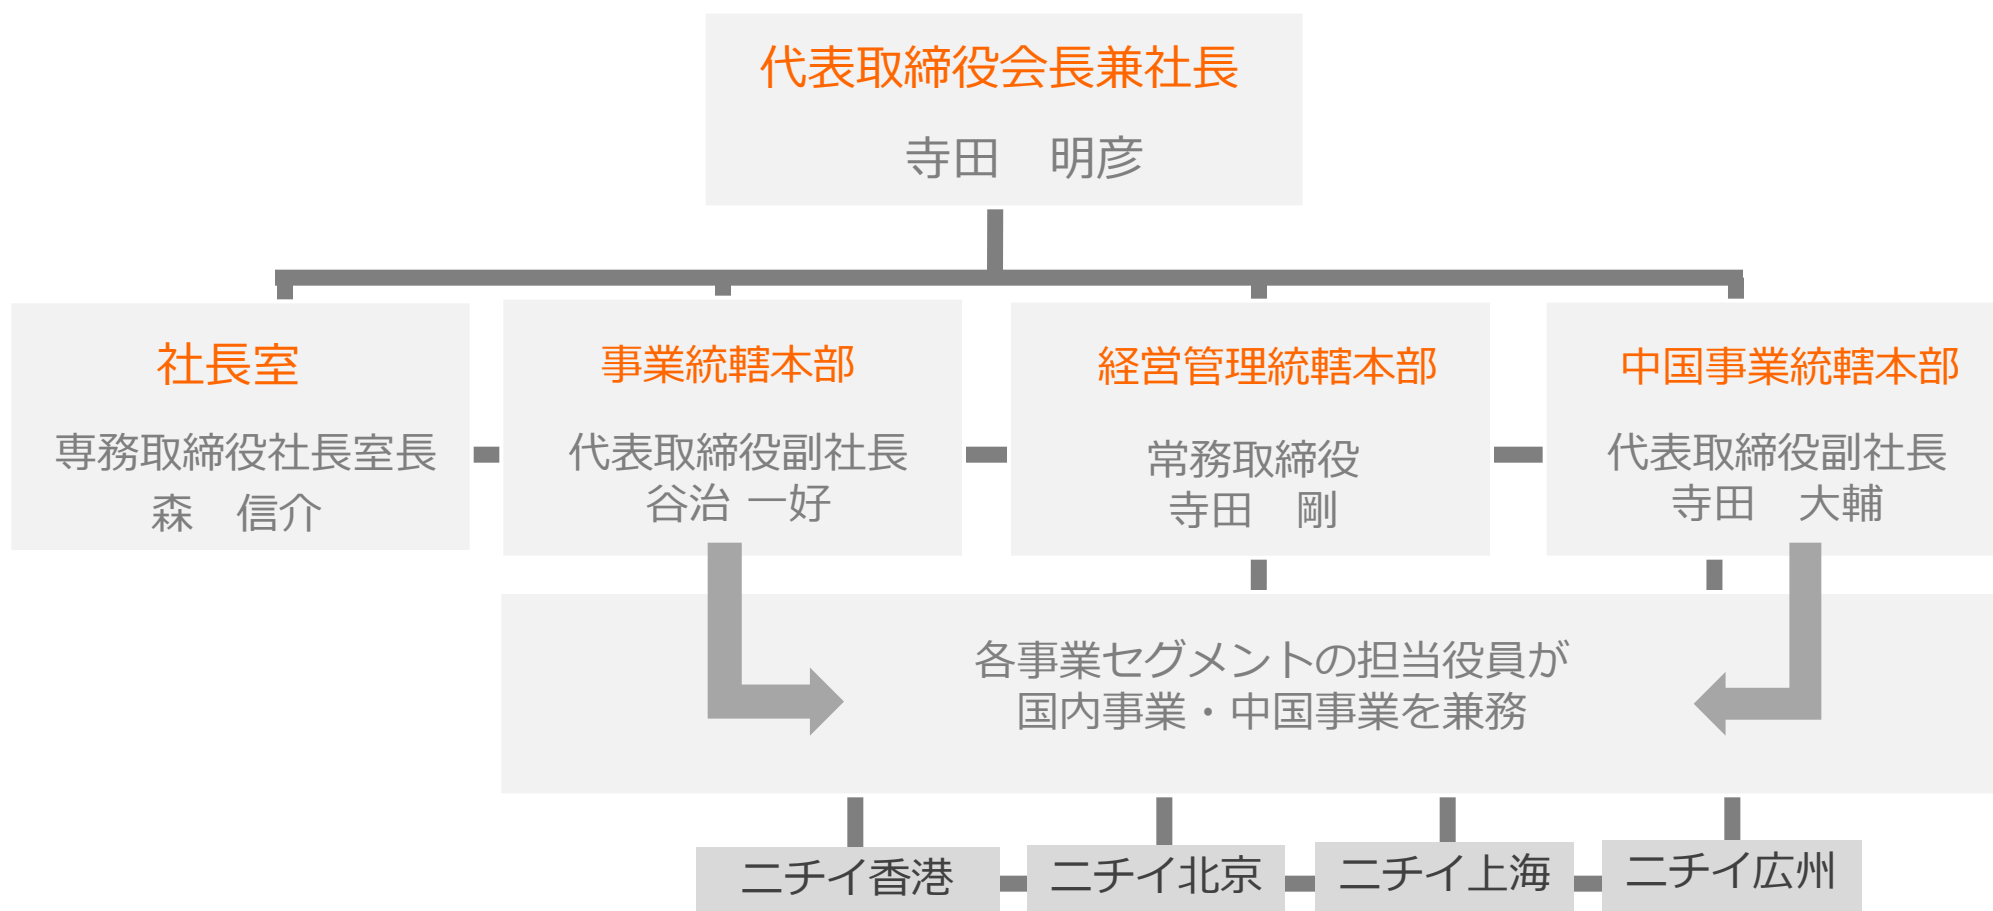 代表取締役会長兼社長
寺田　明彦
社長室
専務取締役社長室長
森　信介
事業統轄本部
代表取締役副社長
谷治 一好
経営管理統轄本部
常務取締役
寺田　剛
中国事業統轄本部
代表取締役副社長
寺田　大輔
各事業セグメントの担当役員が
国内事業・中国事業を兼務
ニチイ香港
ニチイ北京
ニチイ上海
ニチイ広州